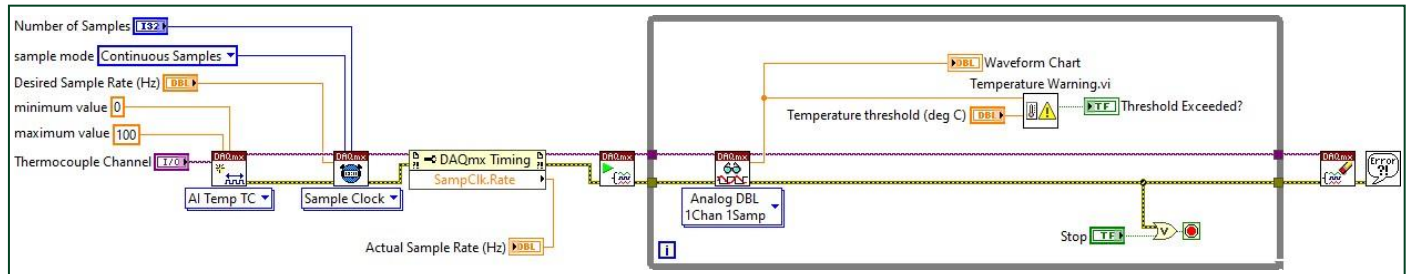 Number of Samples I32
sample mode Continuous Samples
Desired Sample Rate (Hz) DBL
minimum value 0
maximum value 100
Thermocouple Channel I/O
DAQmx
AI Temp TC
DAQmx
Sample Clock
DAQmx Timing
SampClk.Rate
Actual Sample Rate (Hz) DBL
DAQmx
DAQmx
Analog DBL
1Chan 1Samp
DBL Waveform Chart
Temperature Warning.vi
Temperature threshold (deg C) DBL
TF Threshold Exceeded?
Stop TF
V
i
DAQmx
Error
?!